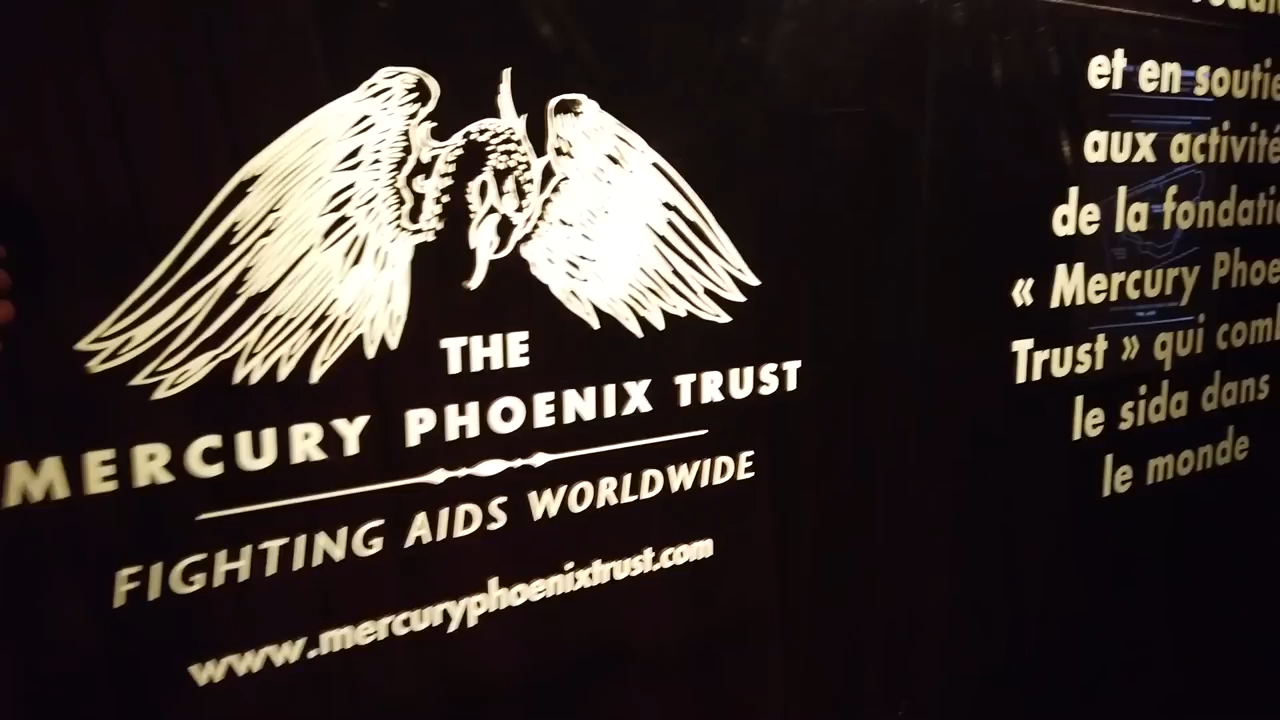 THE
MERCURY PHOENIX TRUST
FIGHTING AIDS WORLDWIDE
www.mercuryphoenixtrust.com
et en
aux
de la
« Mercury
Trust » qui
le sida dans
le monde